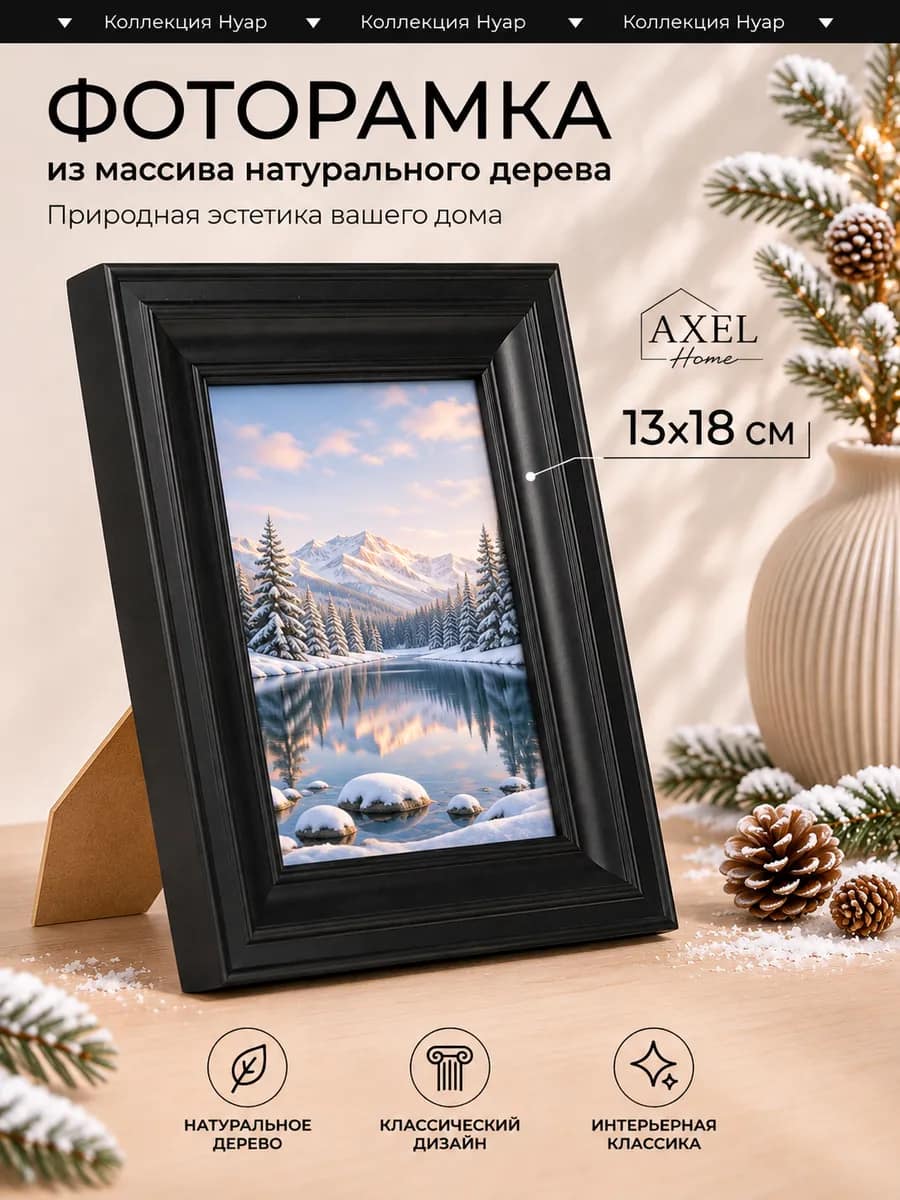 Коллекция Нуар Коллекция Нуар Коллекция Нуар
ФОТОРАМКА
из массива натурального дерева
Природная эстетика вашего дома
AXEL
Home
13х18 см
НАТУРАЛЬНОЕ
ДЕРЕВО
КЛАССИЧЕСКИЙ
ДИЗАЙН
ИНТЕРЬЕРНАЯ
КЛАССИКА